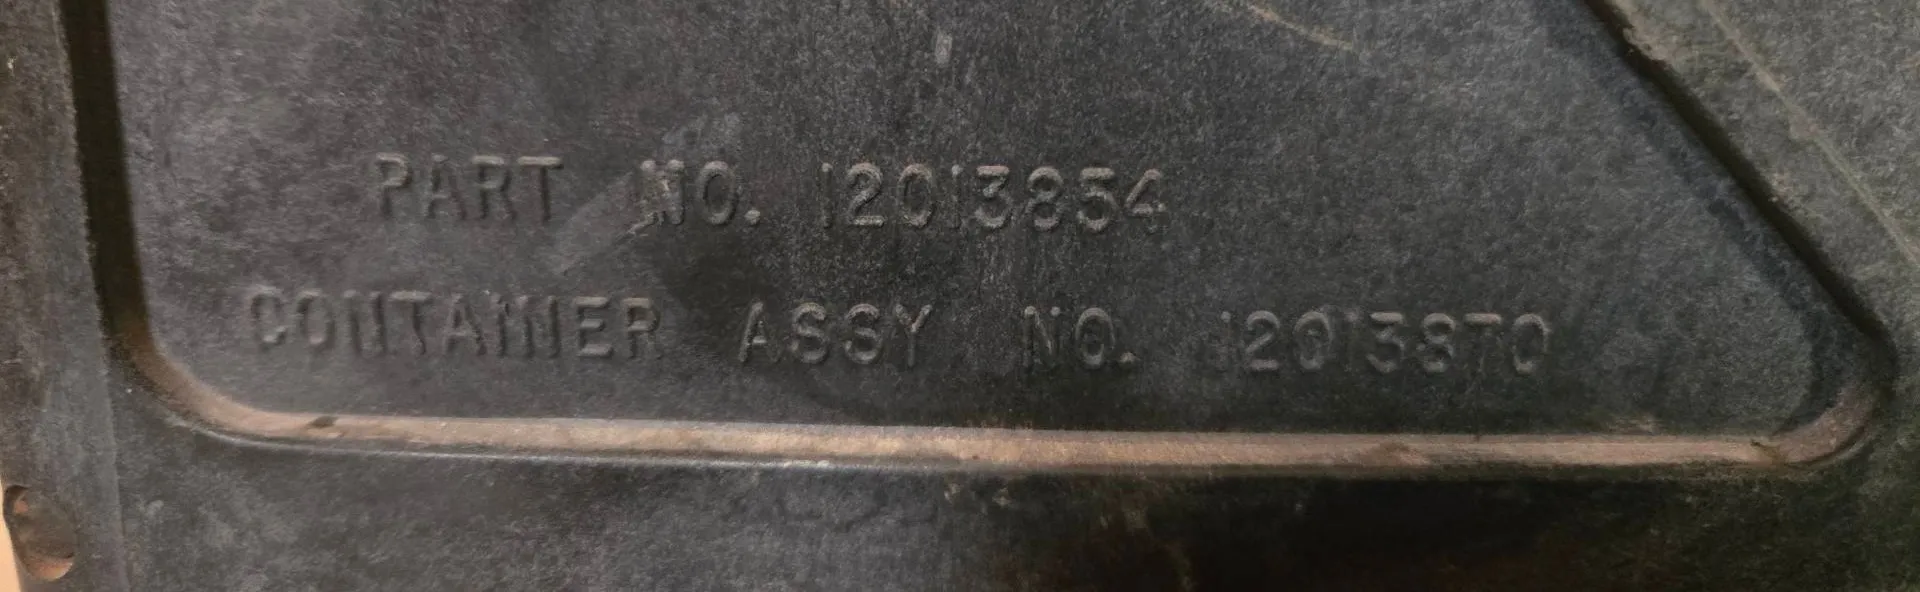 PART NO. 12013854
CONTAINER ASSY NO. 12013870